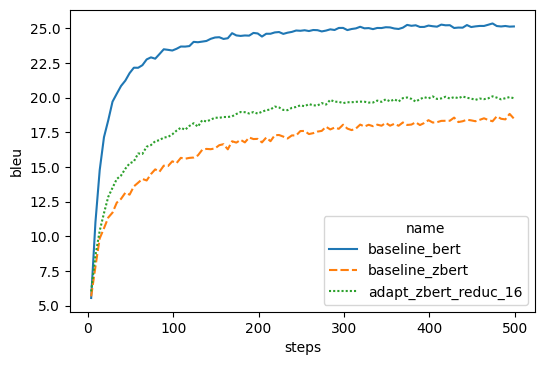 25.0
22.5
20.0
17.5
15.0
12.5
10.0
7.5
5.0
bleu
name
baseline_bert
baseline_zbert
adapt_zbert_reduc_16
0 100 200 300 400 500
steps